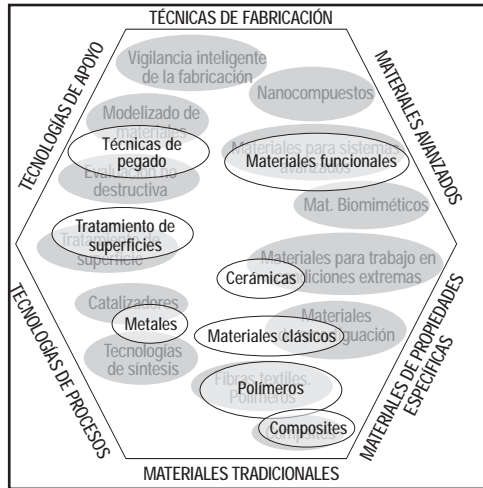 TÉCNICAS DE FABRICACIÓN
TECNOLOGÍAS DE APOYO
MATERIALES AVANZADOS
Vigilancia inteligente
de la fabricación
Nanocompuestos
Modelizado de
materiales
Técnicas de
pegado
Materiales para sistemas
avanzados
Materiales funcionales
Evaluación no
destructiva
Mat. Biomiméticos
Tratamiento de
superficies
Tratamiento de
superficie
Materiales para trabajo en
condiciones extremas
Cerámicas
Catalizadores
Metales
Materiales
Materiales clásicos
Tecnologías
de síntesis
Fibras textiles.
Polímeros
Polímeros
Composites
Composites
TECNOLOGÍAS DE PROCESOS
MATERIALES DE PROPIEDADES
ESPECÍFICAS
MATERIALES TRADICIONALES